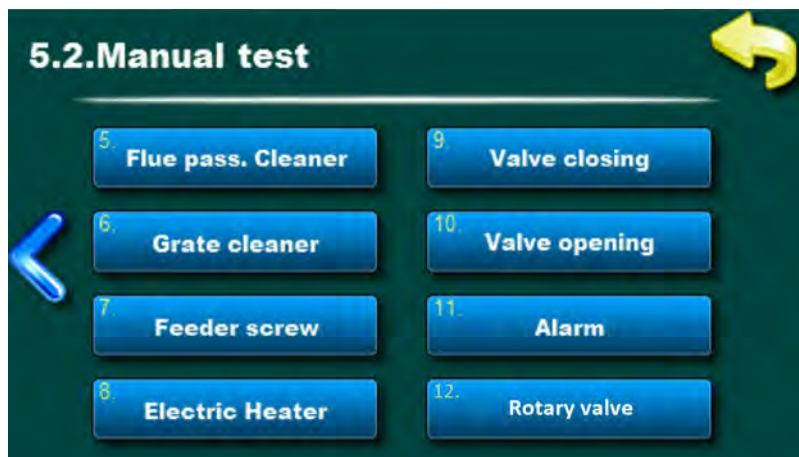 5.2.Manual test
5. Flue pass. Cleaner
6. Grate cleaner
7. Feeder screw
8. Electric Heater
9. Valve closing
10. Valve opening
11. Alarm
12. Rotary valve